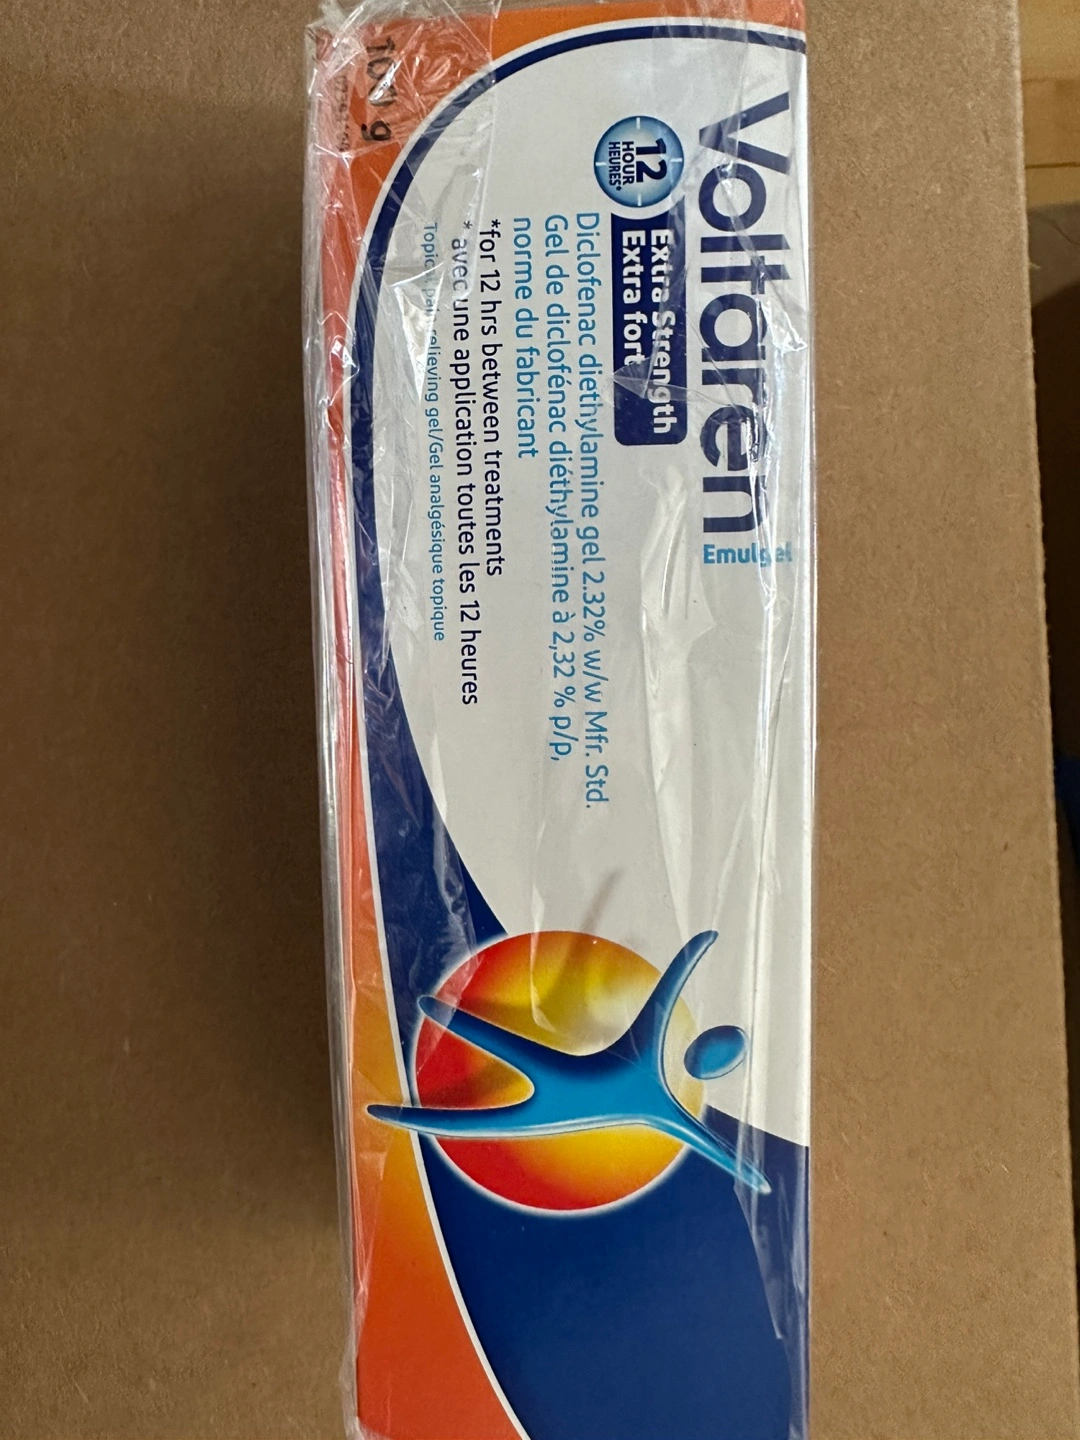 Voltaren
Emulgel
12
HOUR
HEURES*
Extra Strength
Extra fort
Diclofenac diethylamine gel 2.32% w/w Mfr. Std.
Gel de diclofénac diéthylamine à 2,32 % p/p,
norme du fabricant
*for 12 hrs between treatments
* avec une application toutes les 12 heures
Topical pain relieving gel/Gel analgésique topique
100 g